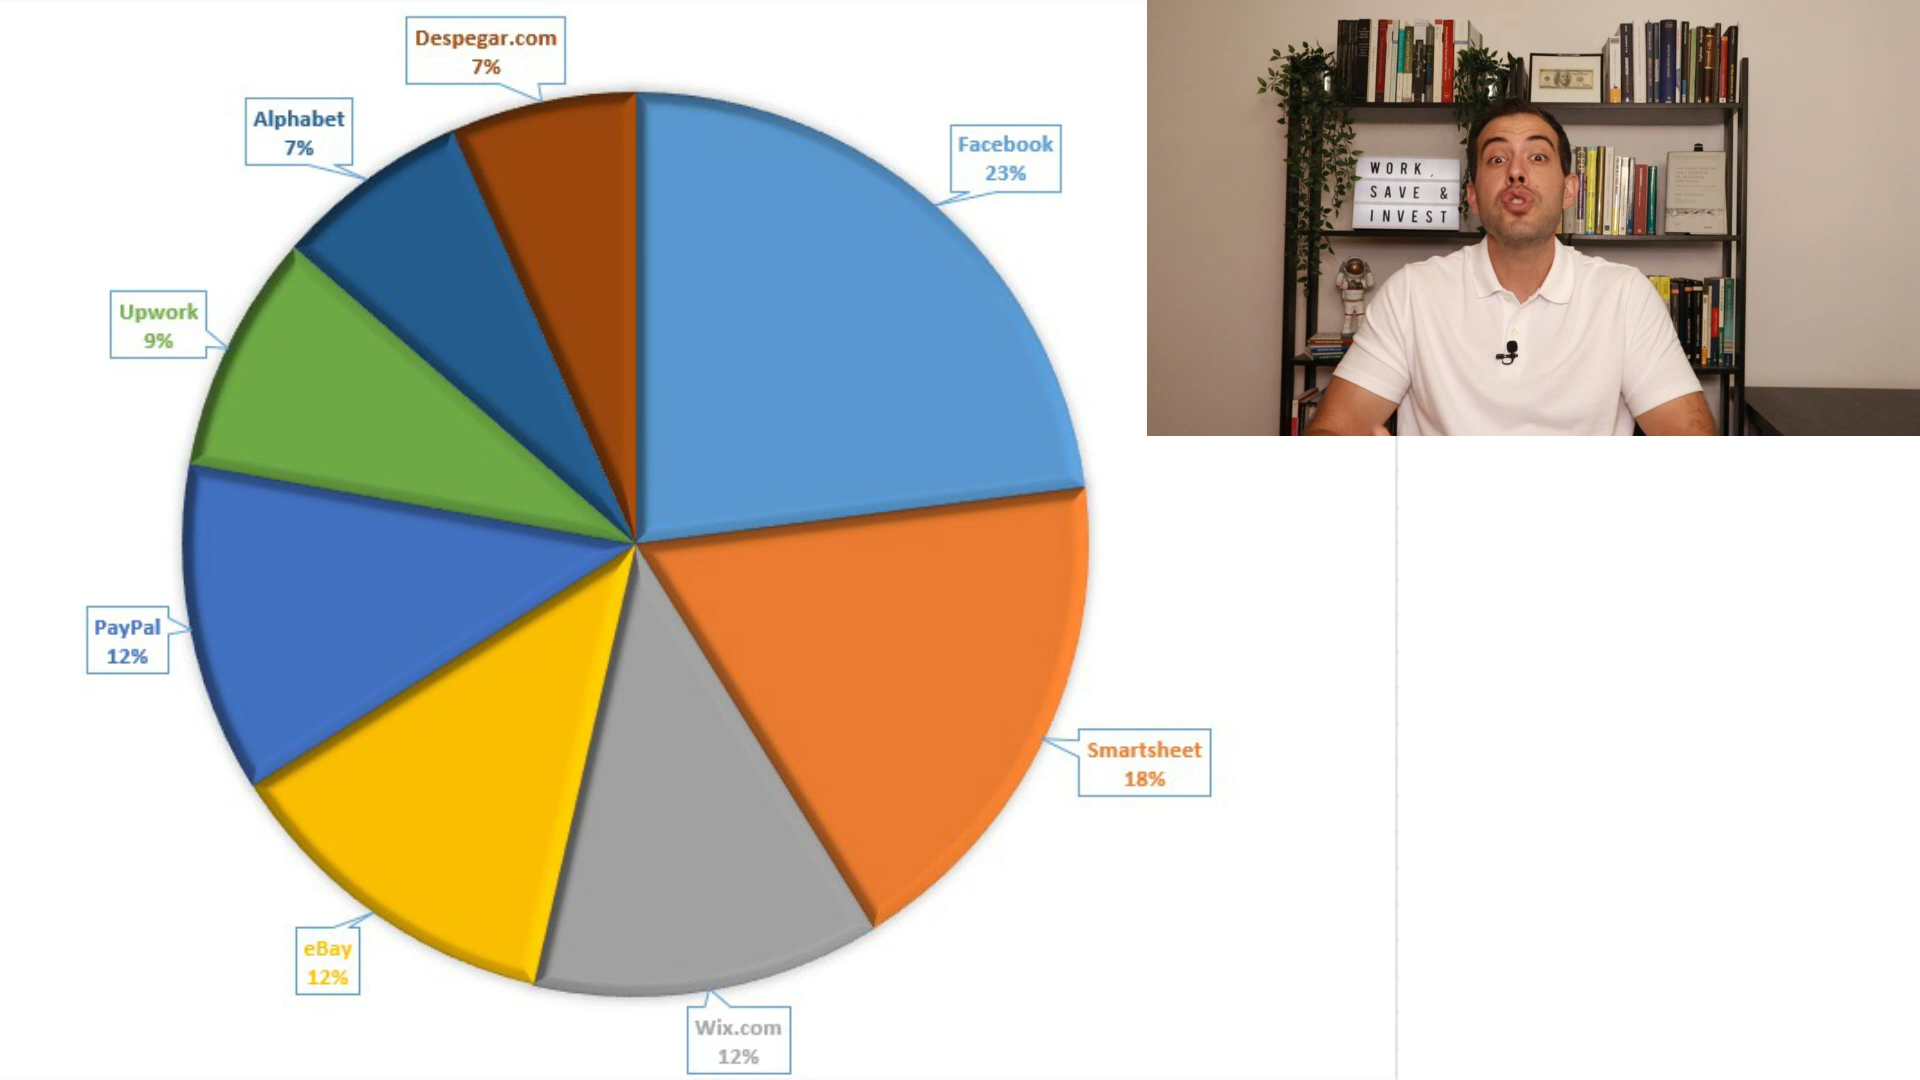 Despegar.com
7%
Alphabet
7%
Facebook
23%
Upwork
9%
PayPal
12%
Smartsheet
18%
eBay
12%
Wix.com
12%
WORK,
SAVE &
INVEST